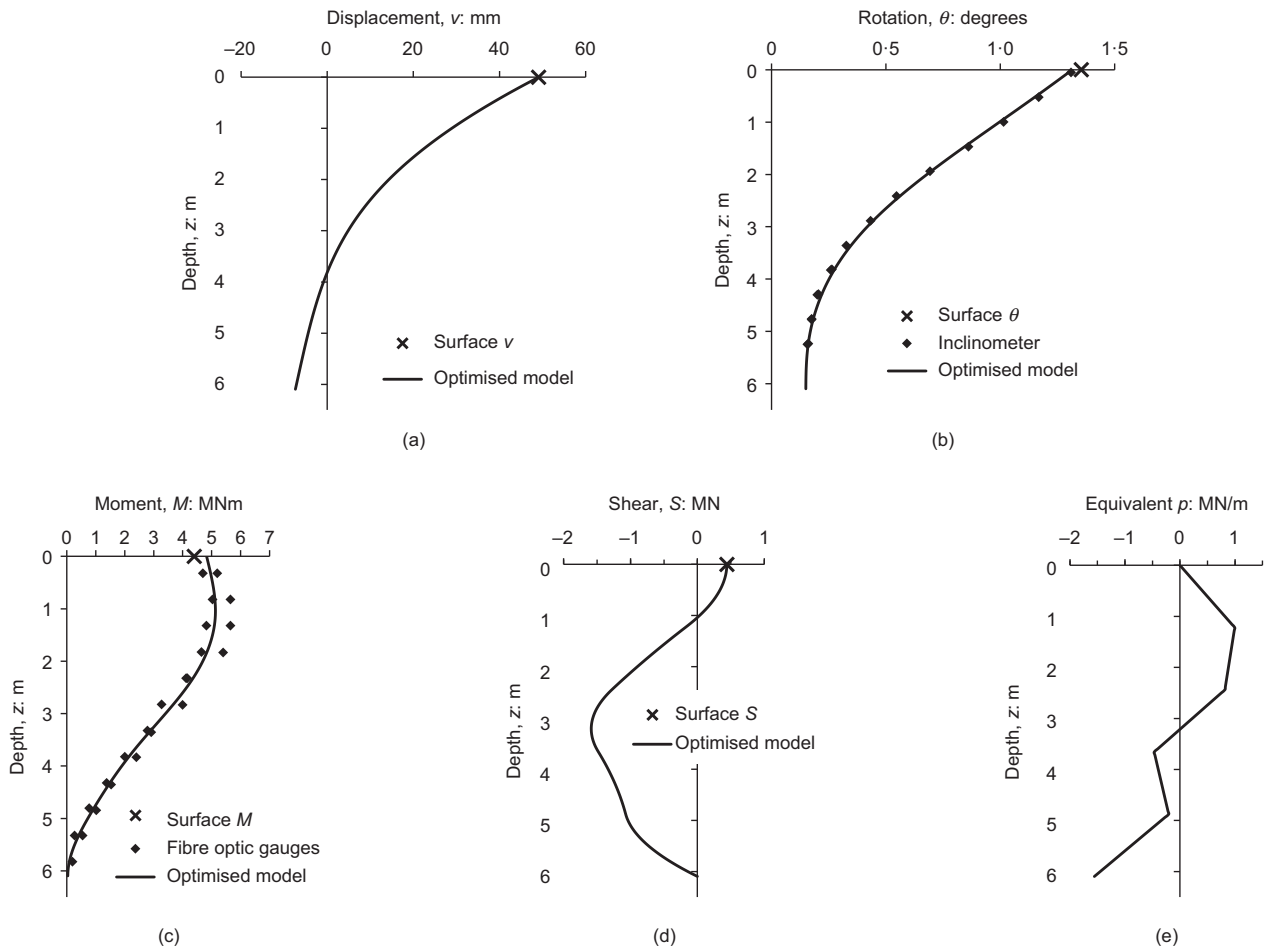 Displacement, v: mm
–20 0 20 40 60
0
1
2
3
4
5
6
Depth, z: m
Surface v
Optimised model
(a)
Rotation, θ: degrees
0 0·5 1·0 1·5
0
1
2
3
4
5
6
Depth, z: m
Surface θ
Inclinometer
Optimised model
(b)
Moment, M: MNm
0 1 2 3 4 5 6 7
0
1
2
3
4
5
6
Depth, z: m
Surface M
Fibre optic gauges
Optimised model
(c)
Shear, S: MN
–2 –1 0 1
0
1
2
3
4
5
6
Depth, z: m
Surface S
Optimised model
(d)
Equivalent p: MN/m
–2 –1 0 1
0
1
2
3
4
5
6
Depth, z: m
(e)